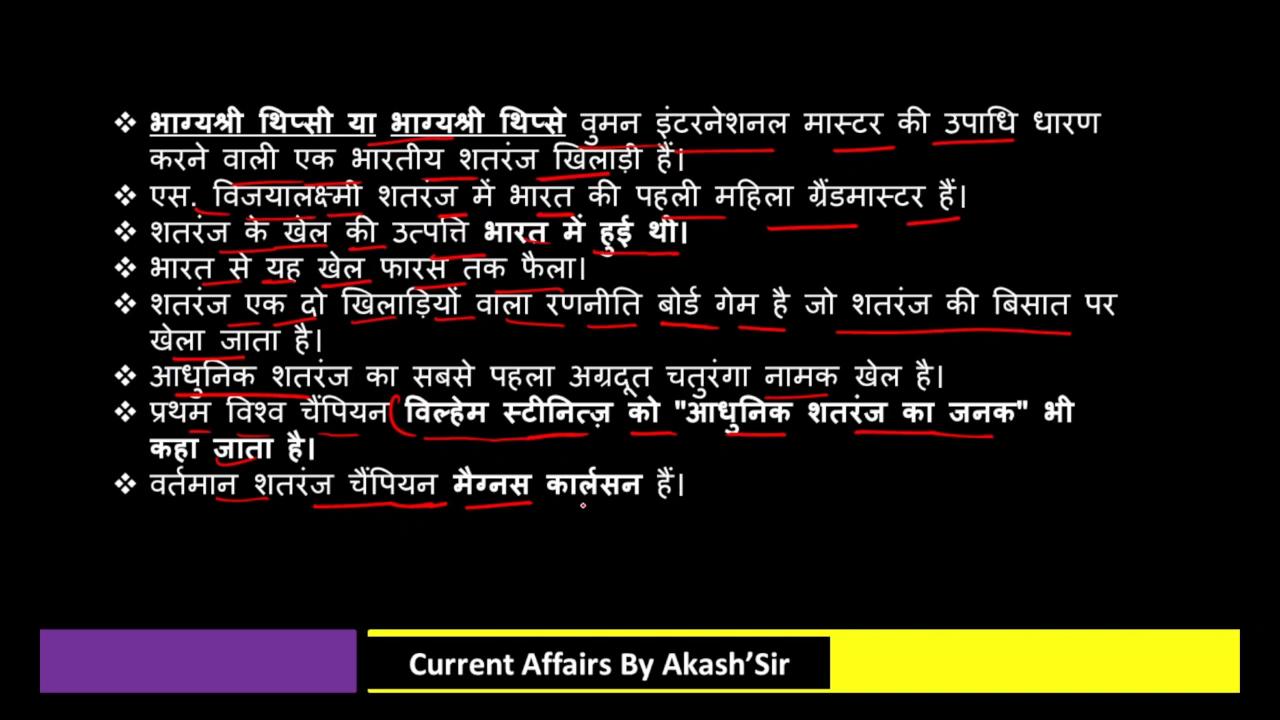 ❖ भाग्यश्री थिप्सी या भाग्यश्री थिप्से वुमन इंटरनेशनल मास्टर की उपाधि धारण
करने वाली एक भारतीय शतरंज खिलाड़ी हैं।
❖ एस. विजयालक्ष्मी शतरंज में भारत की पहली महिला ग्रैंडमास्टर हैं।
❖ शतरंज के खेल की उत्पत्ति भारत में हुई थी।
❖ भारत से यह खेल फारस तक फैला।
❖ शतरंज एक दो खिलाड़ियों वाला रणनीति बोर्ड गेम है जो शतरंज की बिसात पर
खेला जाता है।
❖ आधुनिक शतरंज का सबसे पहला अग्रदूत चतुरंगा नामक खेल है।
❖ प्रथम विश्व चैंपियन विल्हेम स्टीनित्ज़ को "आधुनिक शतरंज का जनक" भी
कहा जाता है।
❖ वर्तमान शतरंज चैंपियन मैग्नस कार्लसन हैं।
Current Affairs By Akash’Sir